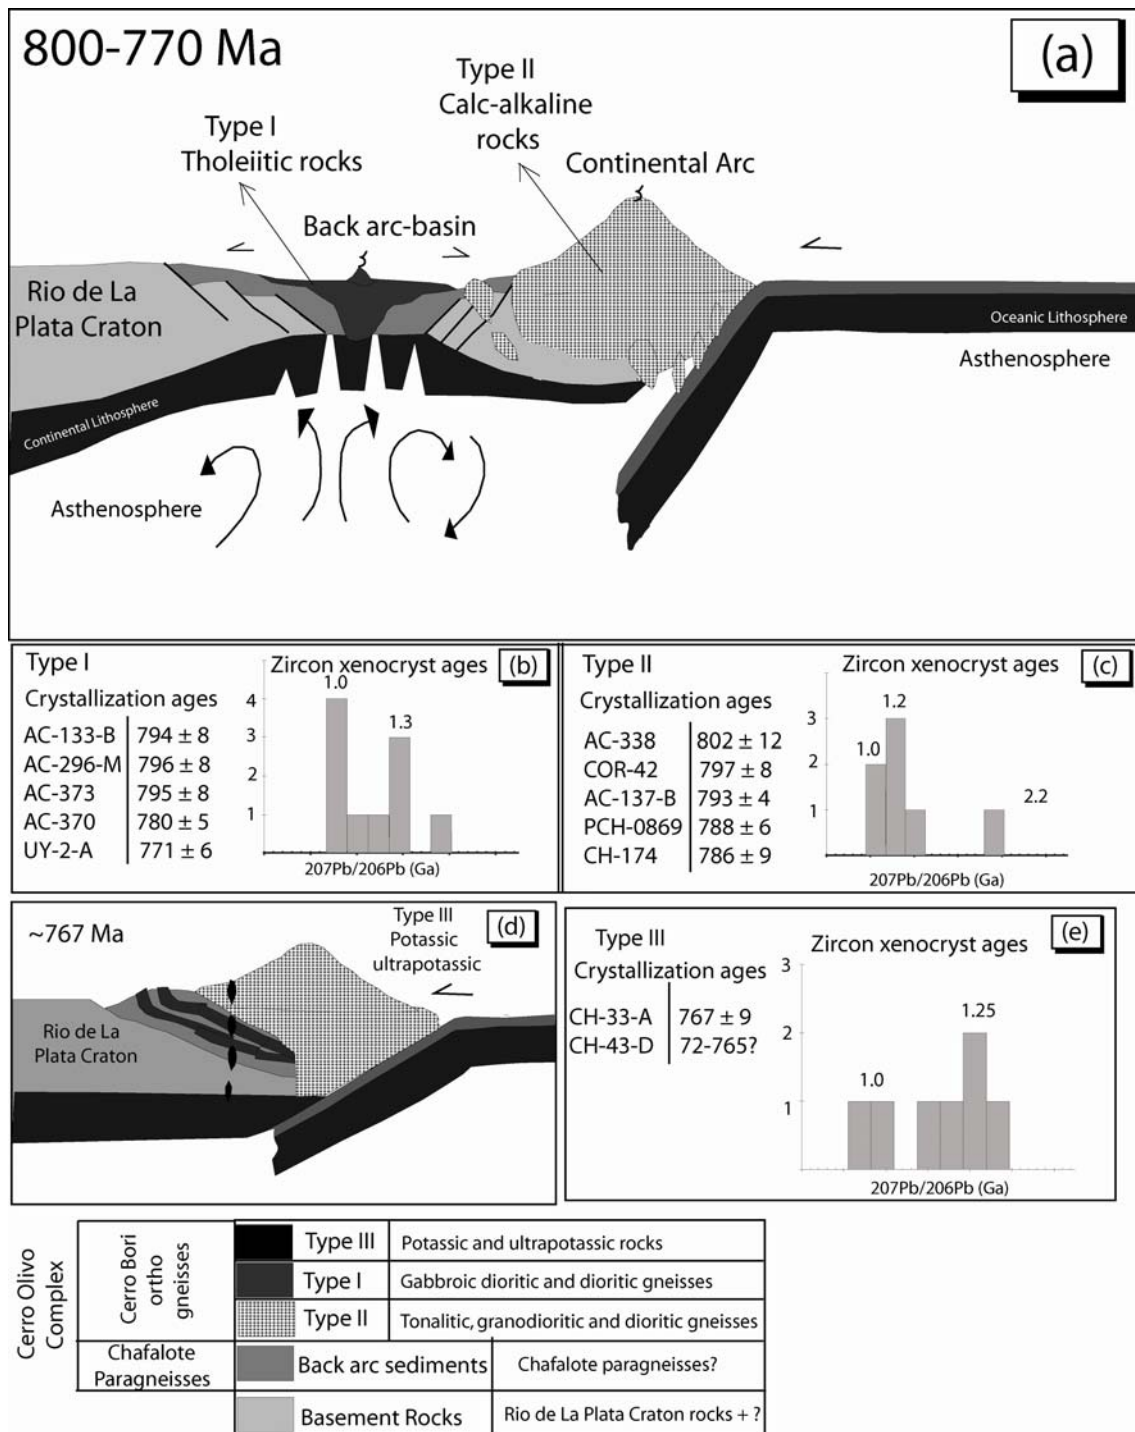 800-770 Ma
(a)
Type II
Calc-alkaline
rocks
Type I
Tholeiitic rocks
Continental Arc
Back arc-basin
Rio de La
Plata Craton
Oceanic Lithosphere
Asthenosphere
Continental Lithosphere
Asthenosphere
Type I
Zircon xenocryst ages
(b)
Crystallization ages
AC-133-B 794 ± 8
AC-296-M 796 ± 8
AC-373 795 ± 8
AC-370 780 ± 5
UY-2-A 771 ± 6
1.0
1.3
4
3
2
1
207Pb/206Pb (Ga)
Type II
Zircon xenocryst ages
(c)
Crystallization ages
AC-338 802 ± 12
COR-42 797 ± 8
AC-137-B 793 ± 4
PCH-0869 788 ± 6
CH-174 786 ± 9
1.2
1.0
2.2
3
2
1
207Pb/206Pb (Ga)
~767 Ma
Type III
Potassic
ultrapotassic
(d)
Rio de La
Plata Craton
Type III
Zircon xenocryst ages
(e)
Crystallization ages
CH-33-A 767 ± 9
CH-43-D 72-765?
3
2
1
1.25
1.0
207Pb/206Pb (Ga)
Cerro Olivo
Complex
Cerro Bori
ortho
gneisses
Type III Potassic and ultrapotassic rocks
Type I Gabbroic dioritic and dioritic gneisses
Type II Tonalitic, granodioritic and dioritic gneisses
Chafalote
Paragneisses
Back arc sediments Chafalote paragneisses?
Basement Rocks Rio de La Plata Craton rocks + ?